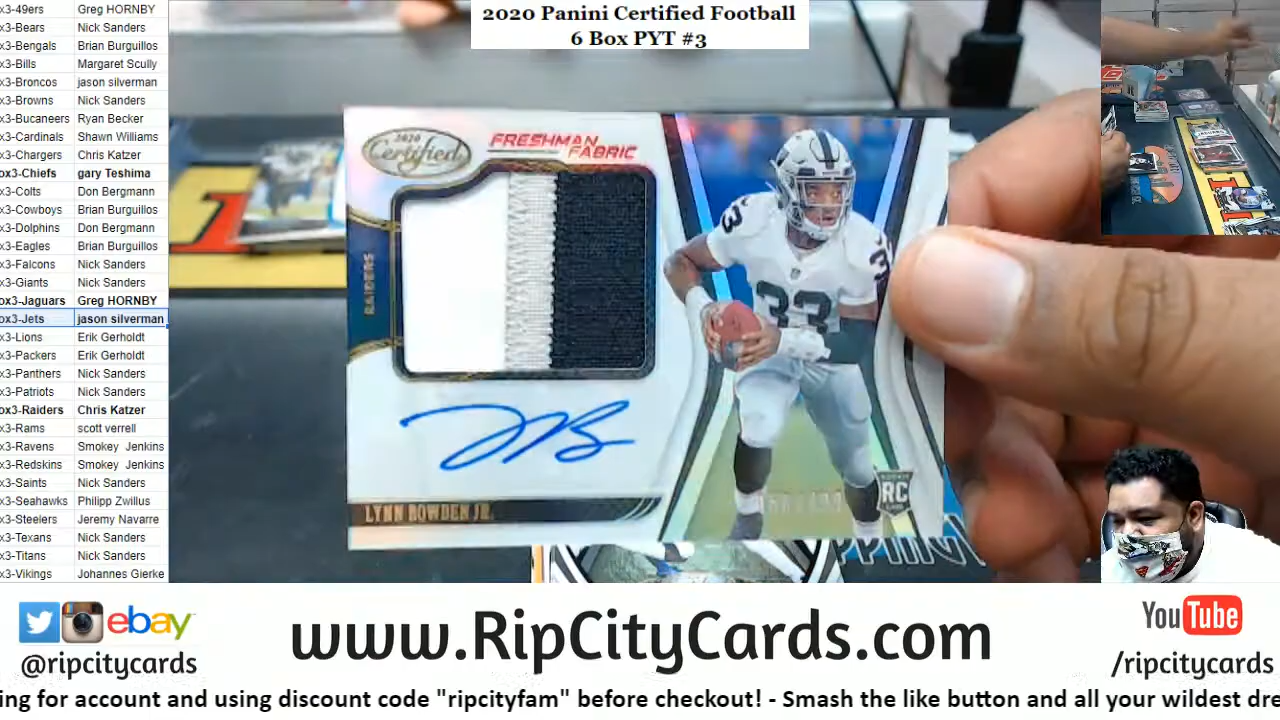 2020 Panini Certified Football
6 Box PYT #3
x3-49ers Greg HORNBY
x3-Bears Nick Sanders
x3-Bengals Brian Burguillos
x3-Bills Margaret Scully
x3-Broncos jason silverman
x3-Browns Nick Sanders
x3-Bucaneers Ryan Becker
x3-Cardinals Shawn Williams
x3-Chargers Chris Katzer
ox3-Chiefs gary Teshima
x3-Colts Don Bergmann
x3-Cowboys Brian Burguillos
x3-Dolphins Don Bergmann
x3-Eagles Brian Burguillos
x3-Falcons Nick Sanders
x3-Giants Nick Sanders
ox3-Jaguars Greg HORNBY
ox3-Jets jason silverman
x3-Lions Erik Gerholdt
x3-Packers Erik Gerholdt
x3-Panthers Nick Sanders
x3-Patriots Nick Sanders
ox3-Raiders Chris Katzer
x3-Rams scott verrell
x3-Ravens Smokey Jenkins
x3-Redskins Smokey Jenkins
x3-Saints Nick Sanders
x3-Seahawks Philipp Zwillus
x3-Steelers Jeremy Navarre
x3-Texans Nick Sanders
x3-Titans Nick Sanders
x3-Vikings Johannes Gierke
2020
Certified
FRESHMAN
FABRIC
RAIDERS
33
33
LYNN BOWDEN JR.
RC
ebay
@ripcitycards
www.RipCityCards.com
YouTube
/ripcitycards
ing for account and using discount code "ripcityfam" before checkout! - Smash the like button and all your wildest dre